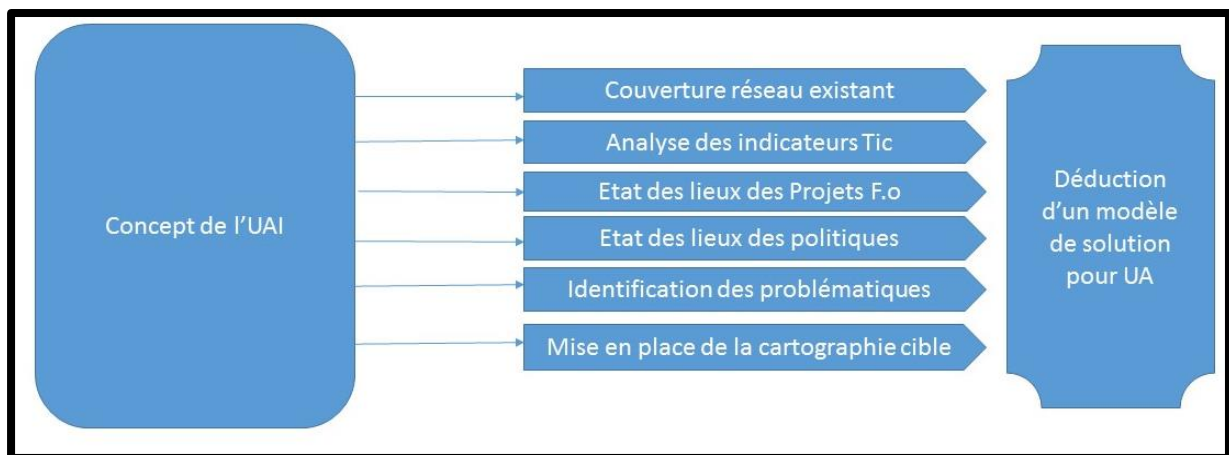 Concept de l’UAI
Couverture réseau existant
Analyse des indicateurs Tic
Etat des lieux des Projets F.o
Etat des lieux des politiques
Identification des problématiques
Mise en place de la cartographie cible
Déduction
d’un modèle
de solution
pour UA